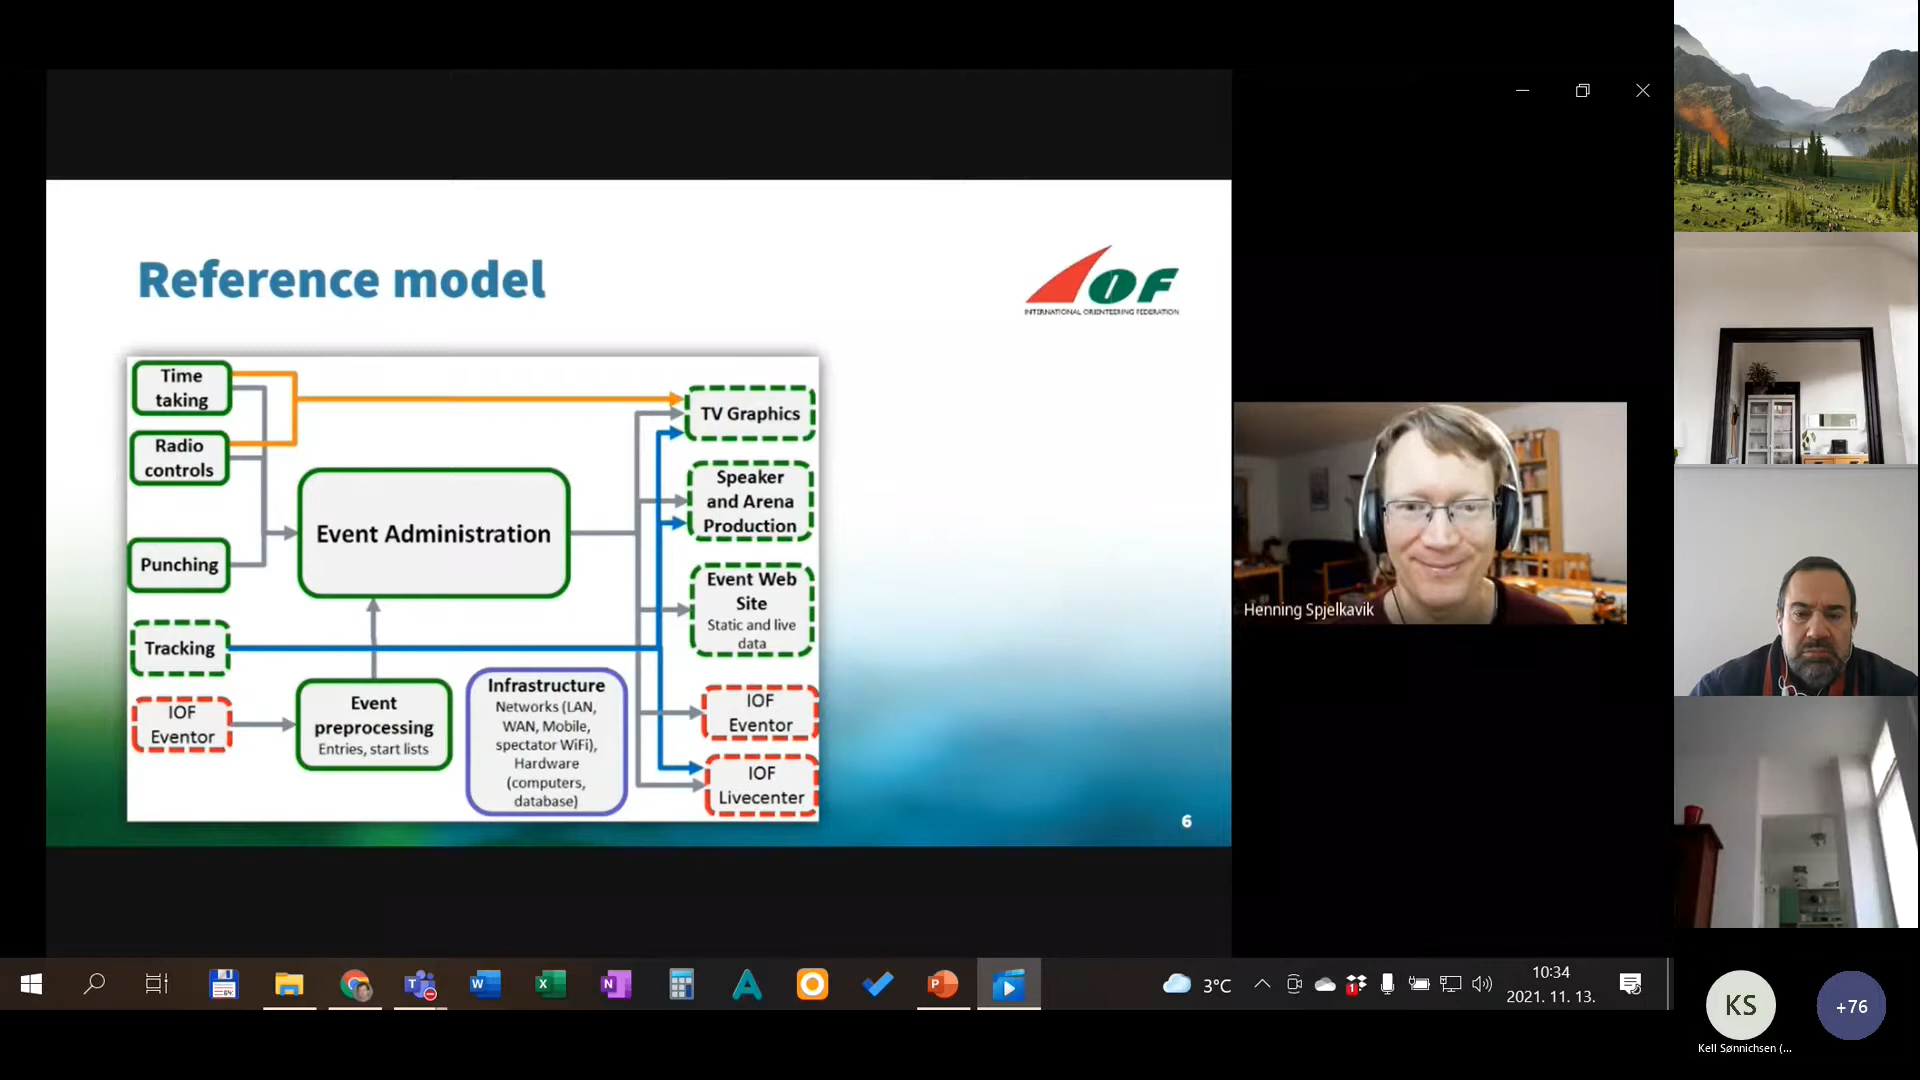 Reference model
IOF
INTERNATIONAL ORIENTEERING FEDERATION
Time
taking
Radio
controls
Punching
Tracking
IOF
Eventor
Event Administration
Event
preprocessing
Entries, start lists
Infrastructure
Networks (LAN,
WAN, Mobile,
spectator WiFi),
Hardware
(computers,
database)
TV Graphics
Speaker
and Arena
Production
Event Web
Site
Static and live
data
IOF
Eventor
IOF
Livecenter
6
Henning Spjelkavik
3°C
1
10:34
2021. 11. 13.
KS
Kell Sønnichsen (...
+76